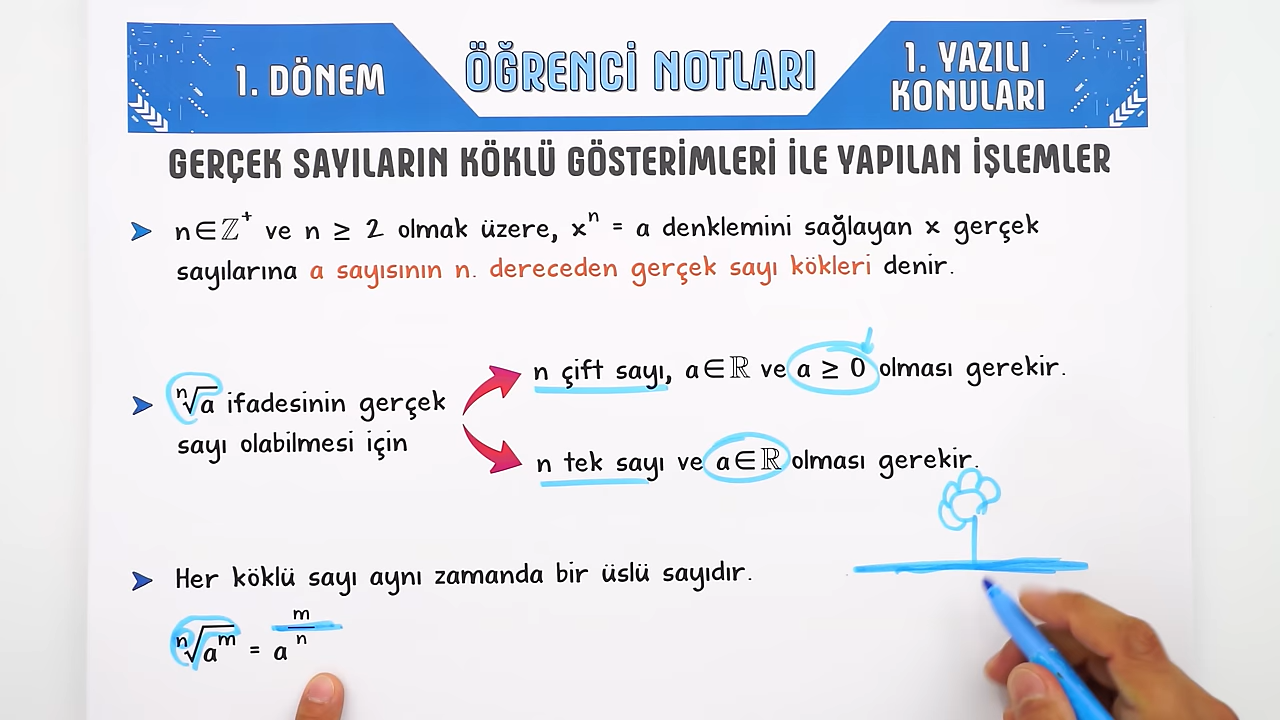 1. DÖNEM
ÖĞRENCİ NOTLARI
1. YAZILI
KONULARI
GERÇEK SAYILARIN KÖKLÜ GÖSTERİMLERİ İLE YAPILAN İŞLEMLER
n∈ℤ⁺ ve n ≥ 2 olmak üzere, xⁿ = a denklemini sağlayan x gerçek
sayılarına a sayısının n. dereceden gerçek sayı kökleri denir.
ⁿ√a ifadesinin gerçek
sayı olabilmesi için
n çift sayı, a∈ℝ ve a ≥ 0 olması gerekir.
n tek sayı ve a∈ℝ olması gerekir.
Her köklü sayı aynı zamanda bir üslü sayıdır.
ⁿ√aᵐ = a^(m/n)